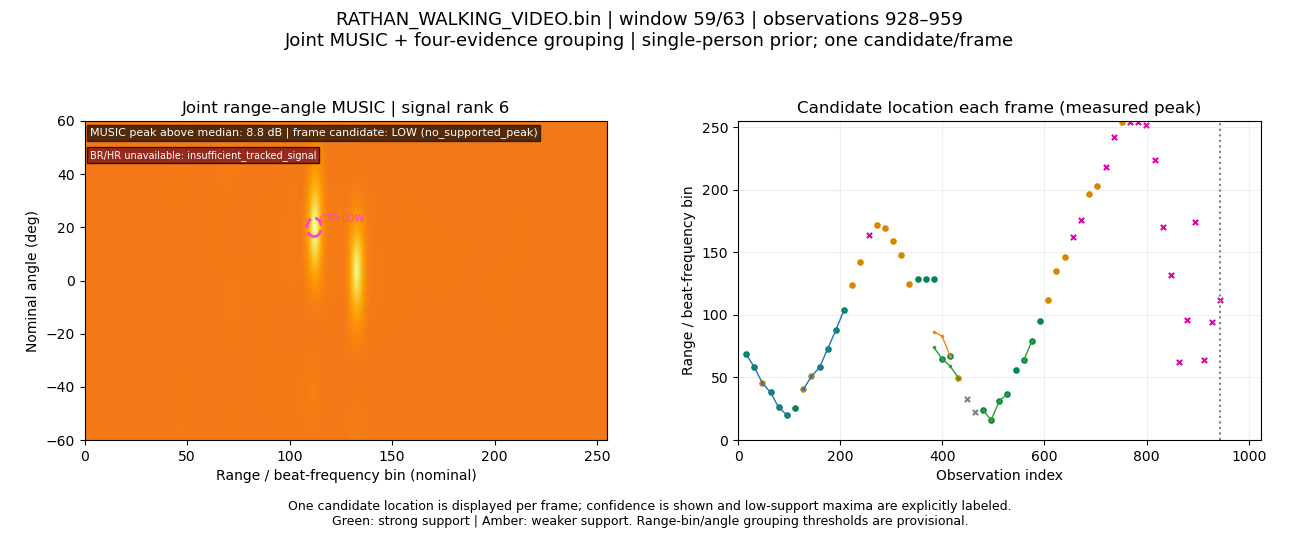 RATHAN_WALKING_VIDEO.bin | window 59/63 | observations 928–959
Joint MUSIC + four-evidence grouping | single-person prior; one candidate/frame
Joint range–angle MUSIC | signal rank 6
MUSIC peak above median: 8.8 dB | frame candidate: LOW (no_supported_peak)
BR/HR unavailable: insufficient_tracked_signal
LOW
60
40
20
0
−20
−40
−60
Nominal angle (deg)
0
50
100
150
200
250
Range / beat-frequency bin (nominal)
Candidate location each frame (measured peak)
250
200
150
100
50
0
Range / beat-frequency bin
0
200
400
600
800
1000
Observation index
One candidate location is displayed per frame; confidence is shown and low-support maxima are explicitly labeled.
Green: strong support | Amber: weaker support. Range-bin/angle grouping thresholds are provisional.